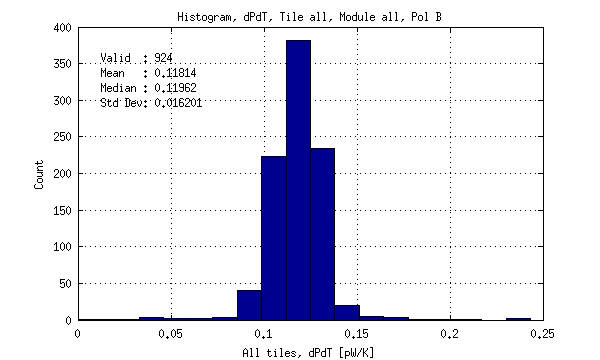 Histogram, dPdT, Tile all, Module all, Pol B
400
350
300
250
200
150
100
50
0
Valid : 924
Mean : 0.11814
Median : 0.11962
Std Dev: 0.016201
Count
0 0.05 0.1 0.15 0.2 0.25
All tiles, dPdT [pW/K]